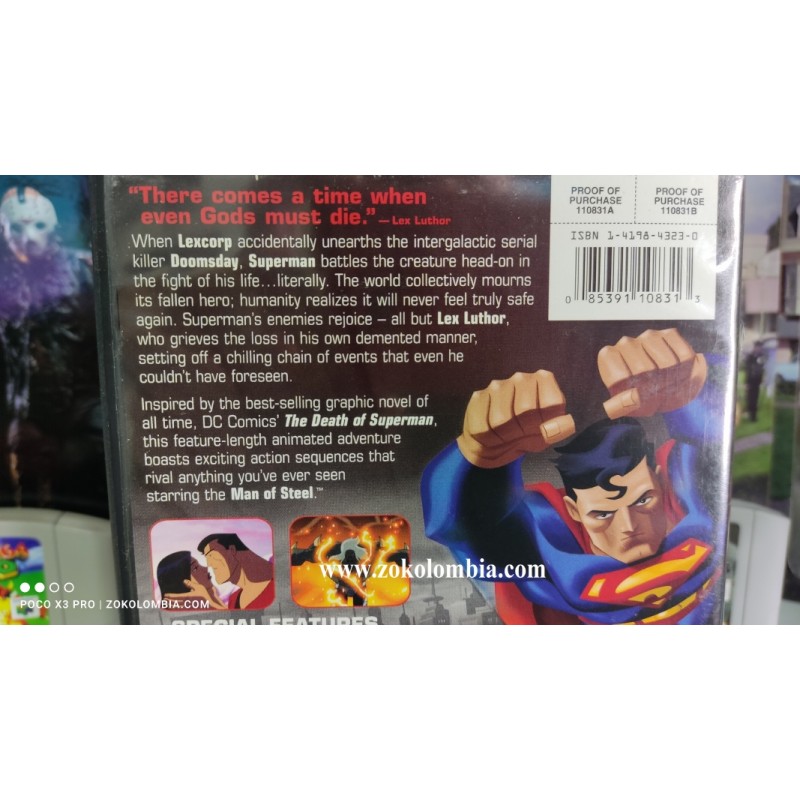 "There comes a time when
even Gods must die." — Lex Luthor
When Lexcorp accidentally unearths the intergalactic serial
killer Doomsday, Superman battles the creature head-on in
the fight of his life...literally. The world collectively mourns
its fallen hero; humanity realizes it will never feel truly safe
again. Superman's enemies rejoice – all but Lex Luthor,
who grieves the loss in his own demented manner,
setting off a chilling chain of events that even he
couldn't have foreseen.
Inspired by the best-selling graphic novel of
all time, DC Comics' The Death of Superman,
this feature-length animated adventure
boasts exciting action sequences that
rival anything you've ever seen
starring the Man of Steel.™
PROOF OF
PURCHASE
110831A
PROOF OF
PURCHASE
110831B
ISBN 1-4198-4323-0
0 85391 10831 3
www.zokolombia.com
SPECIAL FEATURES
POCO X3 PRO | ZOKOLOMBIA.COM